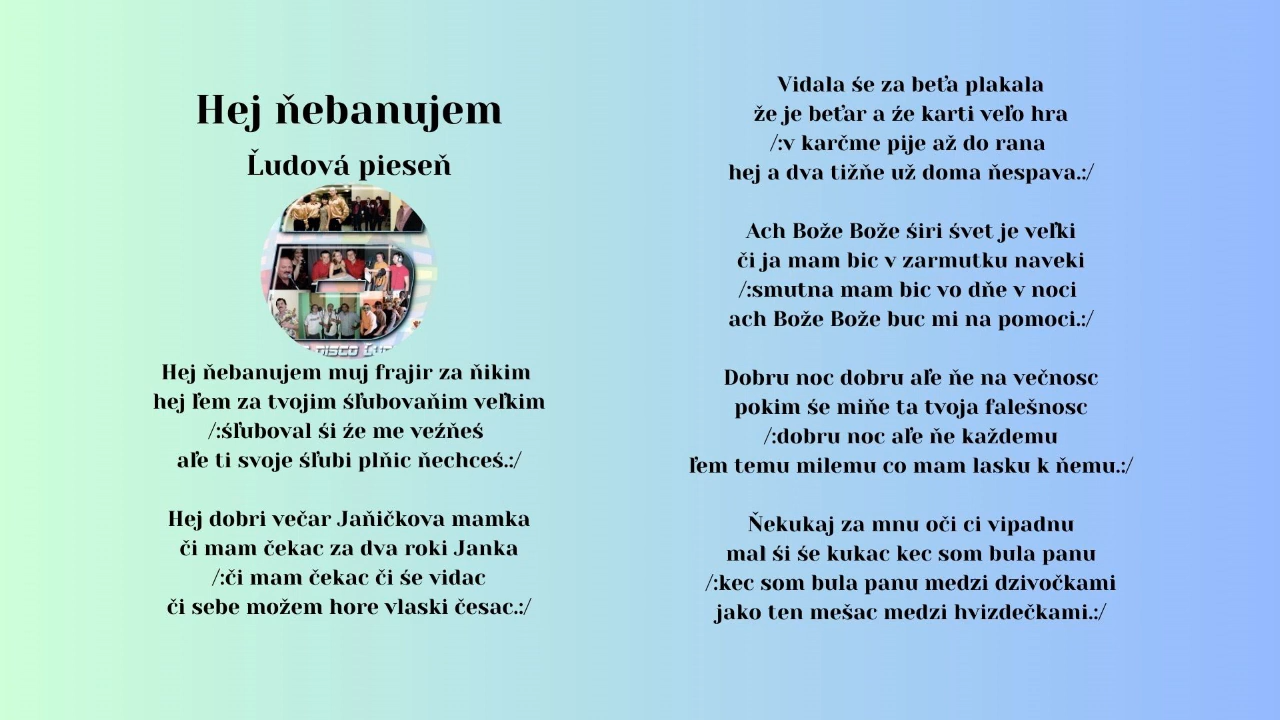 Hej ňebanujem
Ľudová pieseň
Hej ňebanujem muj frajir za ňikim
hej ľem za tvojim śľubovaňim veľkim
/:śľuboval śi źe me veźňeś
aľe ti svoje śľubi plňic ňechceś.:/
Hej dobri večar Jaňičkova mamka
či mam čekac za dva roki Janka
/:či mam čekac či śe vidac
či sebe možem hore vlaski česac.:/
Vidala śe za beťa plakala
že je beťar a źe karti veľo hra
/:v karčme pije až do rana
hej a dva tižňe už doma ňespava.:/
Ach Bože Bože śiri śvet je veľki
či ja mam bic v zarmutku naveki
/:smutna mam bic vo dňe v noci
ach Bože Bože buc mi na pomoci.:/
Dobru noc dobru aľe ňe na večnosc
pokim śe miňe ta tvoja falešnosc
/:dobru noc aľe ňe každemu
ľem temu milemu co mam lasku k ňemu.:/
Ňekukaj za mnu oči ci vipadnu
mal śi śe kukac kec som bula panu
/:kec som bula panu medzi dzivočkami
jako ten mešac medzi hvizdečkami.:/